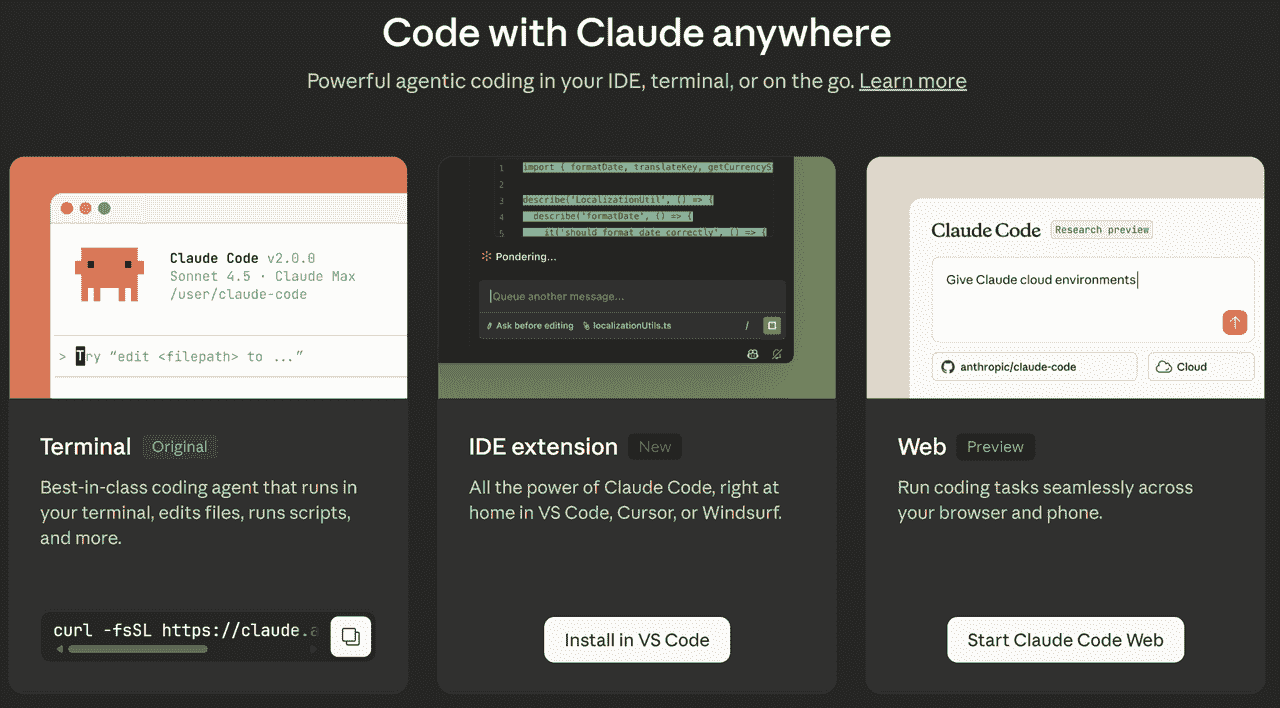 Code with Claude anywhere
Powerful agentic coding in your IDE, terminal, or on the go. Learn more
Claude Code v2.0.0
Sonnet 4.5 · Claude Max
/user/claude-code
> Try “edit <filepath> to ...”
Terminal Original
Best-in-class coding agent that runs in
your terminal, edits files, runs scripts,
and more.
curl -fsSL https://claude.a
1 import { formatDate, translateKey, getCurrencyS
2
3 describe('LocalizationUtil', () => {
4 describe('formatDate', () => {
5 it('should format date correctly', () => {
Pondering...
Queue another message...
Ask before editing localizationUtils.ts /
IDE extension New
All the power of Claude Code, right at
home in VS Code, Cursor, or Windsurf.
Install in VS Code
Claude Code Research preview
Give Claude cloud environments
anthropic/claude-code Cloud
Web Preview
Run coding tasks seamlessly across
your browser and phone.
Start Claude Code Web